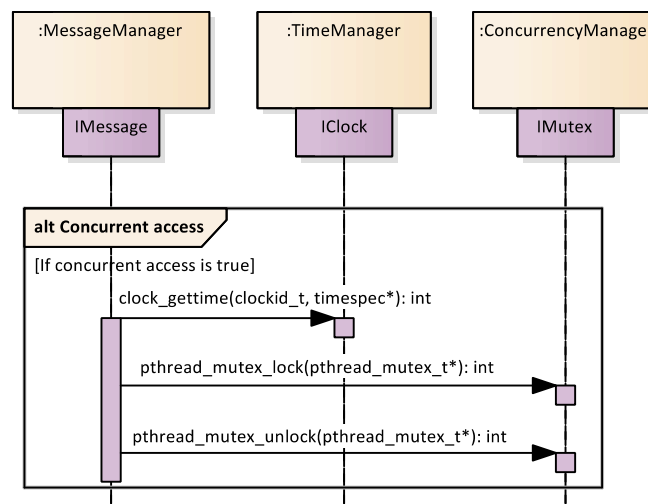 :MessageManager
:TimeManager
:ConcurrencyManage
IMessage
IClock
IMutex
alt Concurrent access
[If concurrent access is true]
clock_gettime(clockid_t, timespec*): int
pthread_mutex_lock(pthread_mutex_t*): int
pthread_mutex_unlock(pthread_mutex_t*): int